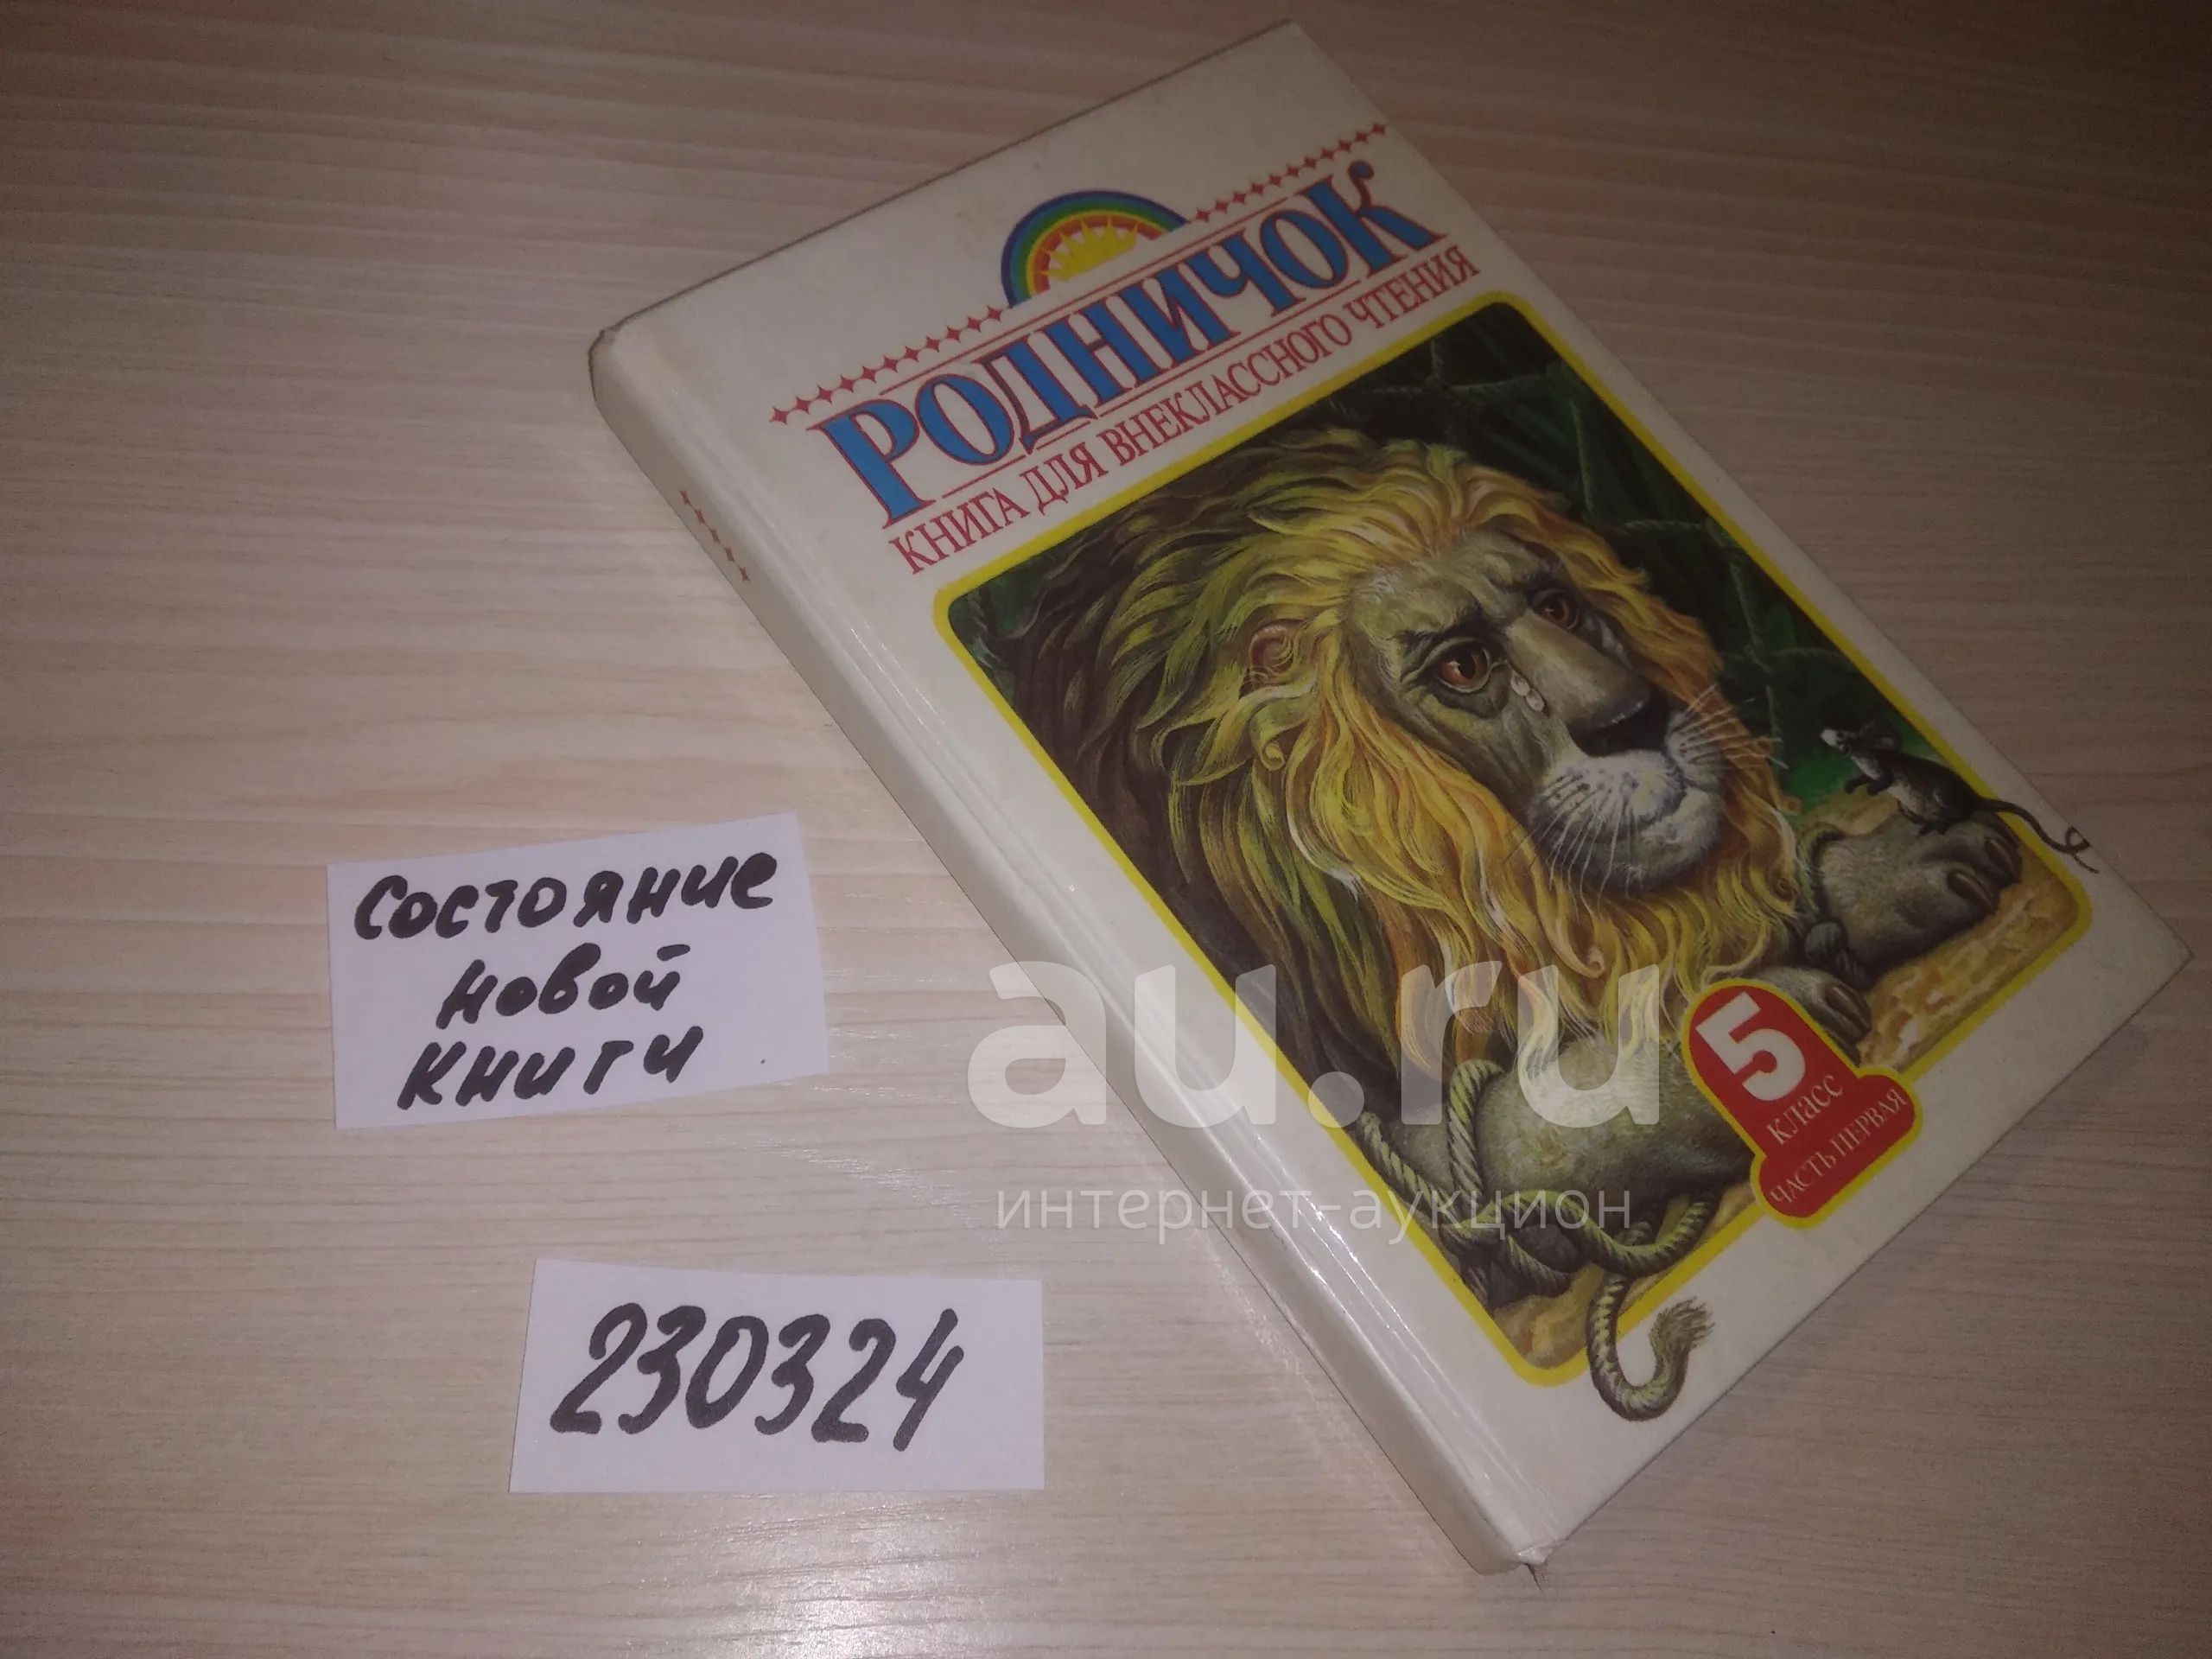 РОДНИЧОК
КНИГА ДЛЯ ВНЕКЛАССНОГО ЧТЕНИЯ
5
КЛАСС
ЧАСТЬ ПЕРВАЯ
Состояние
новой
книги
230324
au.ru
интернет-аукцион